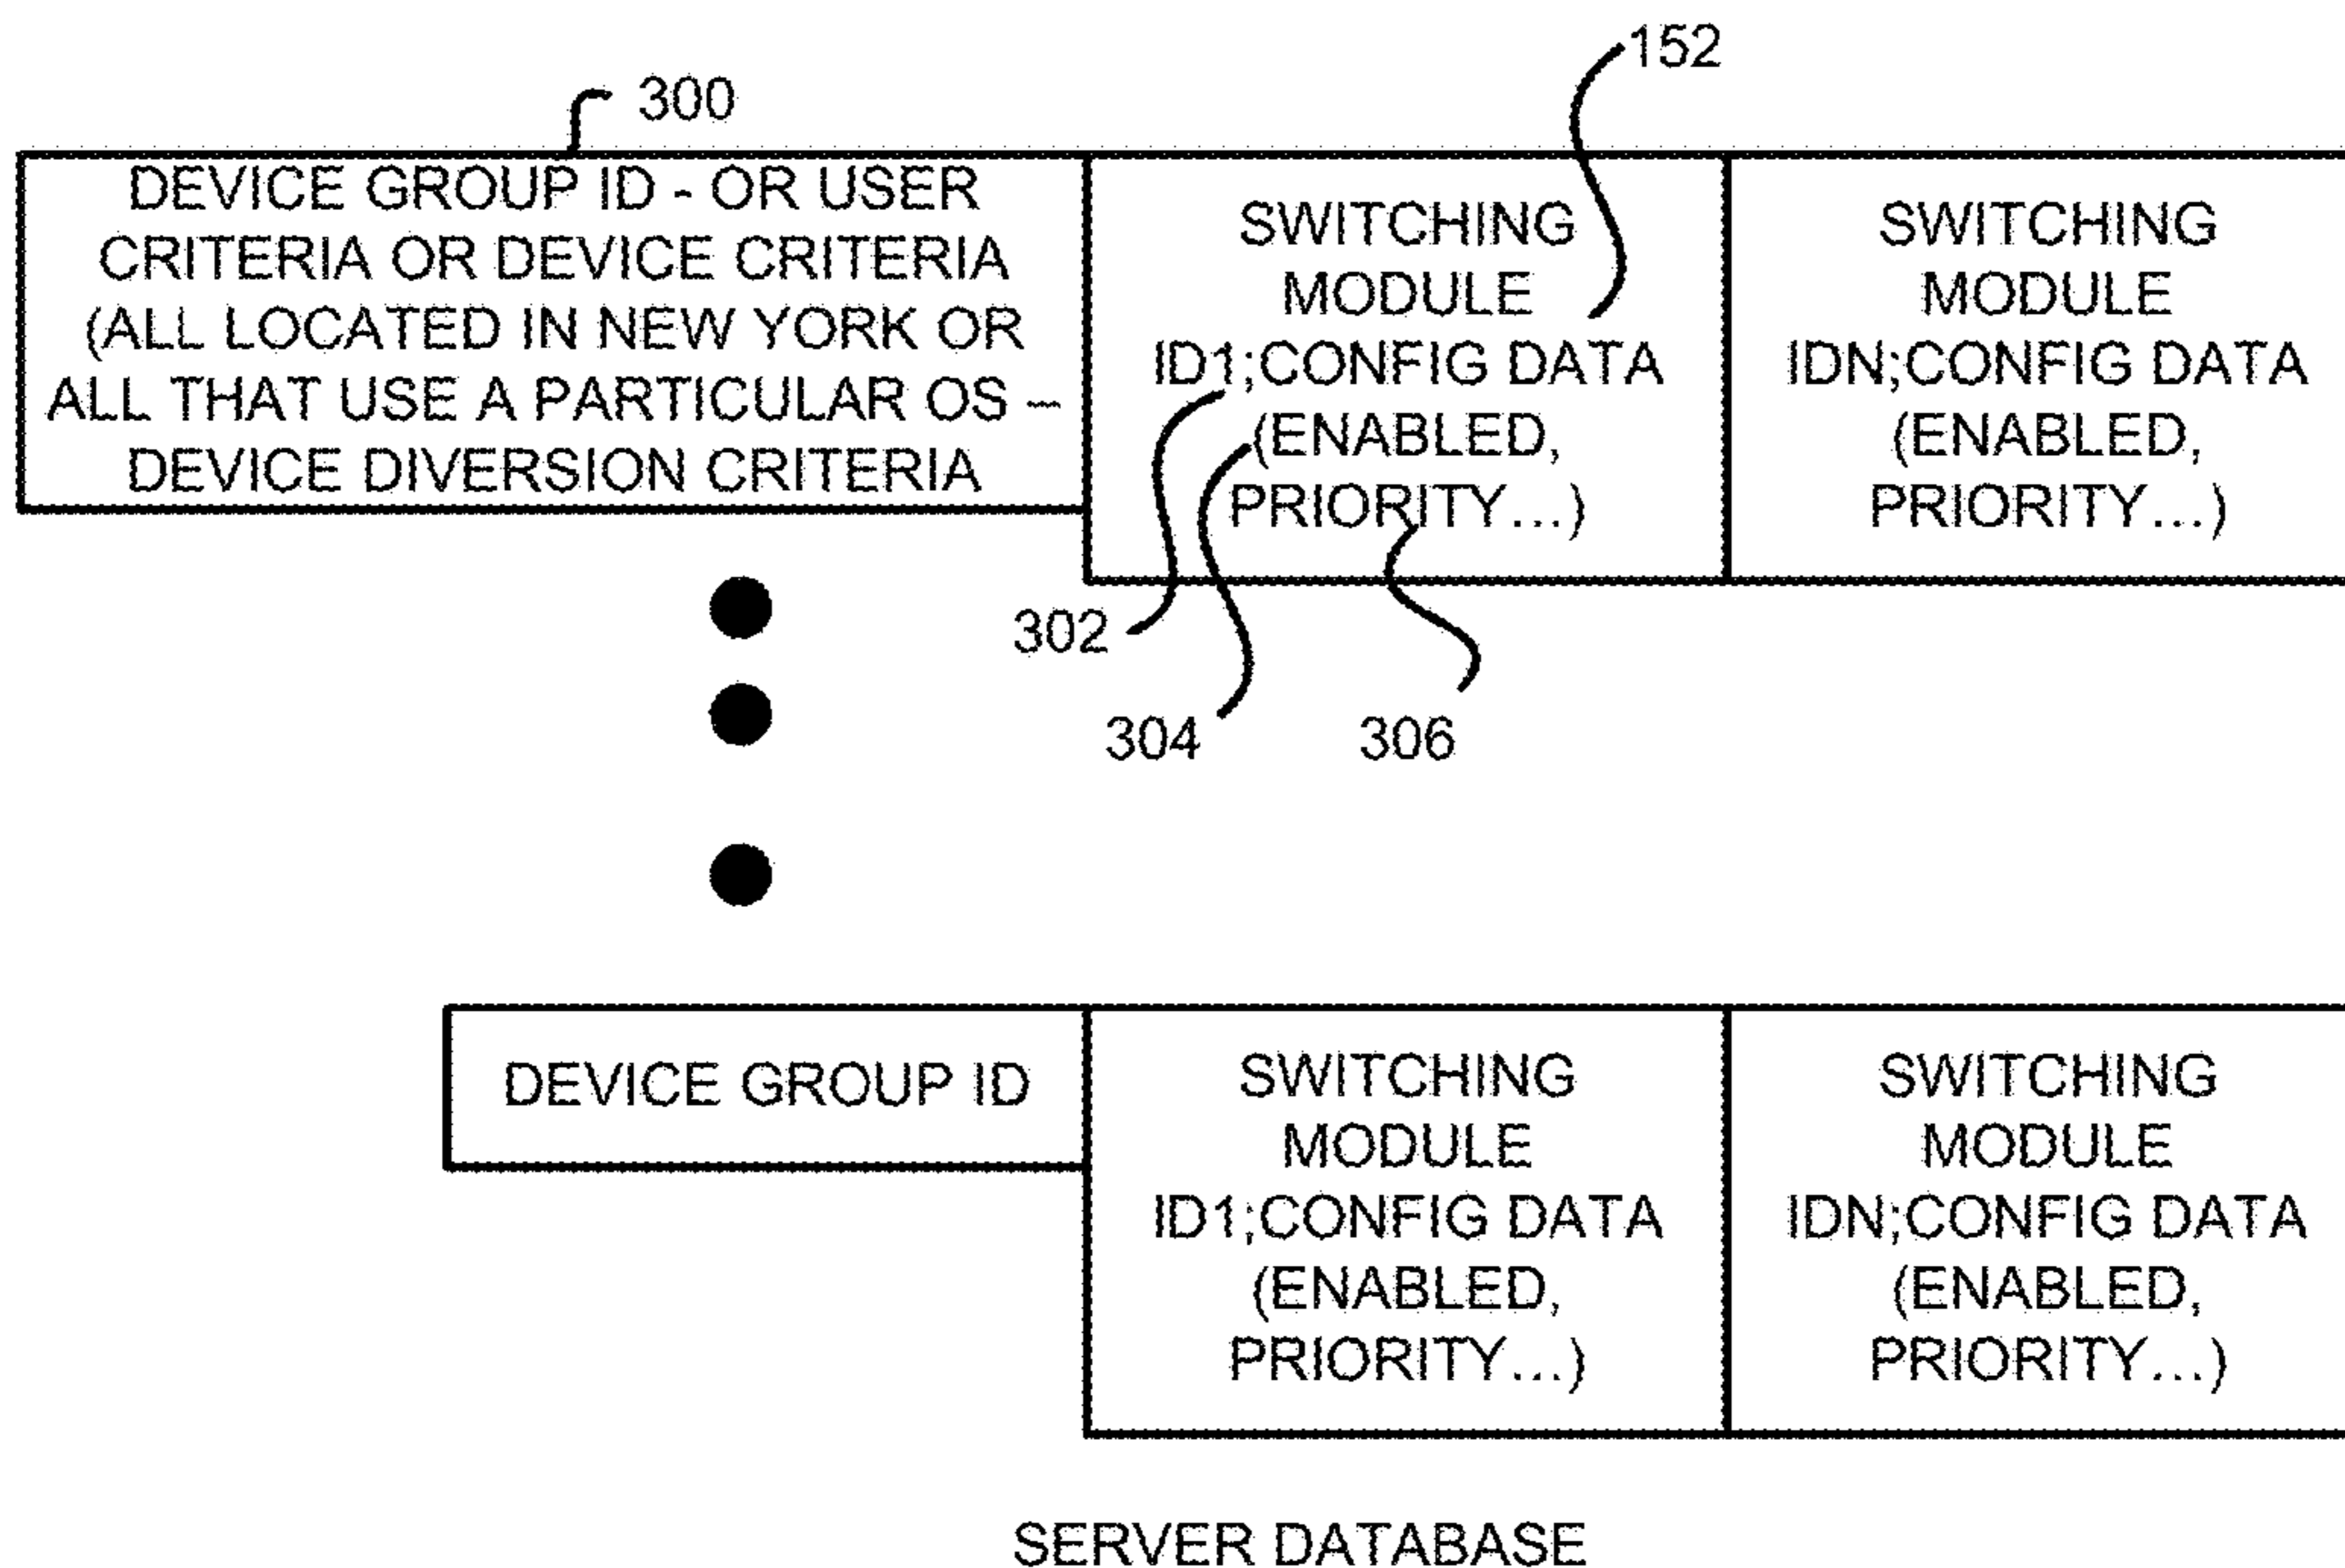 152
300
DEVICE GROUP ID - OR USER
CRITERIA OR DEVICE CRITERIA
(ALL LOCATED IN NEW YORK OR
ALL THAT USE A PARTICULAR OS –
DEVICE DIVERSION CRITERIA
SWITCHING
MODULE
ID1;CONFIG DATA
(ENABLED,
PRIORITY...)
SWITCHING
MODULE
IDN;CONFIG DATA
(ENABLED,
PRIORITY...)
302
304
306
DEVICE GROUP ID
SWITCHING
MODULE
ID1;CONFIG DATA
(ENABLED,
PRIORITY...)
SWITCHING
MODULE
IDN;CONFIG DATA
(ENABLED,
PRIORITY...)
SERVER DATABASE